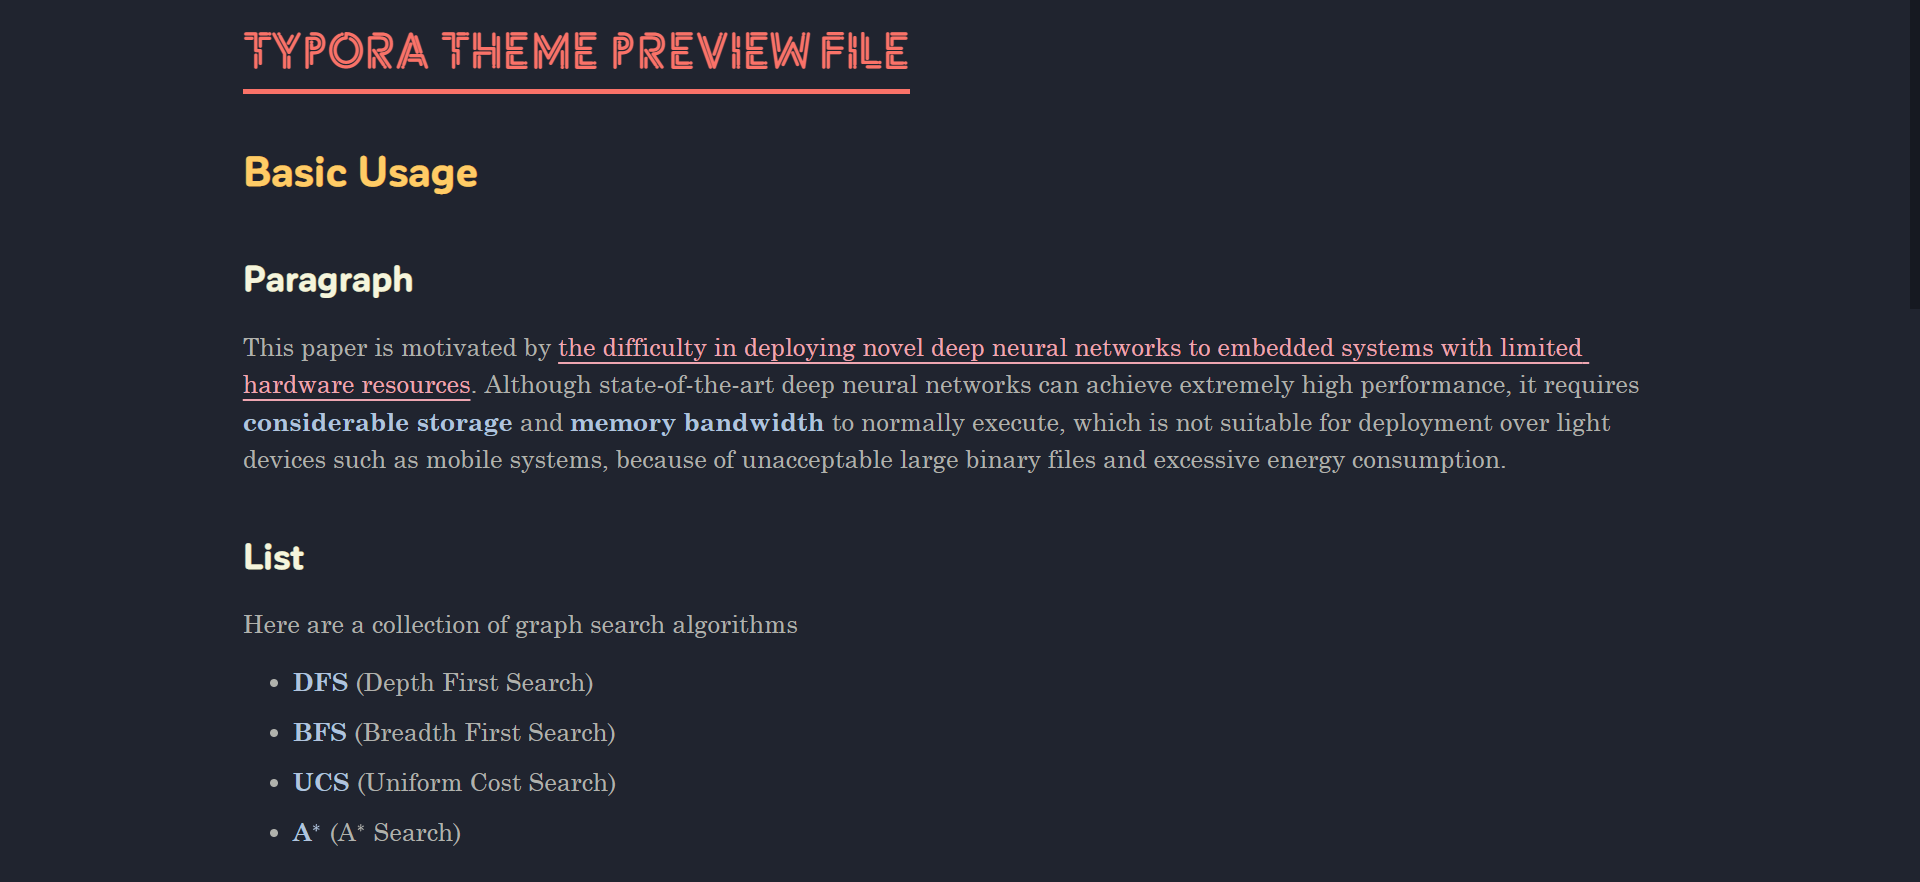 TYPORA THEME PREVIEW FILE
Basic Usage
Paragraph
This paper is motivated by the difficulty in deploying novel deep neural networks to embedded systems with limited
hardware resources. Although state-of-the-art deep neural networks can achieve extremely high performance, it requires
considerable storage and memory bandwidth to normally execute, which is not suitable for deployment over light
devices such as mobile systems, because of unacceptable large binary files and excessive energy consumption.
List
Here are a collection of graph search algorithms
• DFS (Depth First Search)
• BFS (Breadth First Search)
• UCS (Uniform Cost Search)
• A* (A* Search)